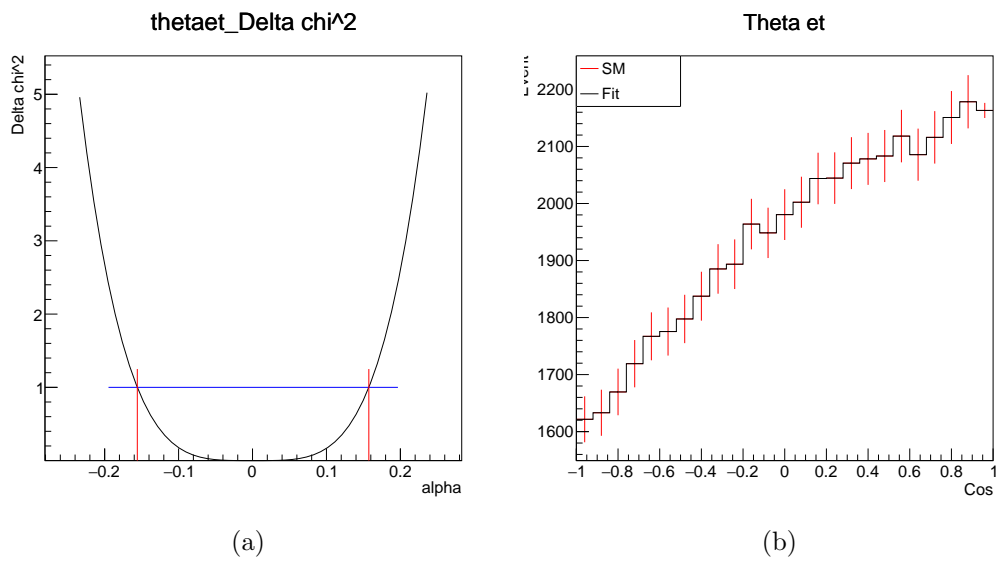 thetaet_Delta chi^2
Delta chi^2
5
4
3
2
1
−0.2 −0.1 0 0.1 0.2
alpha
(a)
Theta et
Event
SM
Fit
2200
2100
2000
1900
1800
1700
1600
−1 −0.8 −0.6 −0.4 −0.2 0 0.2 0.4 0.6 0.8 1
Cos
(b)